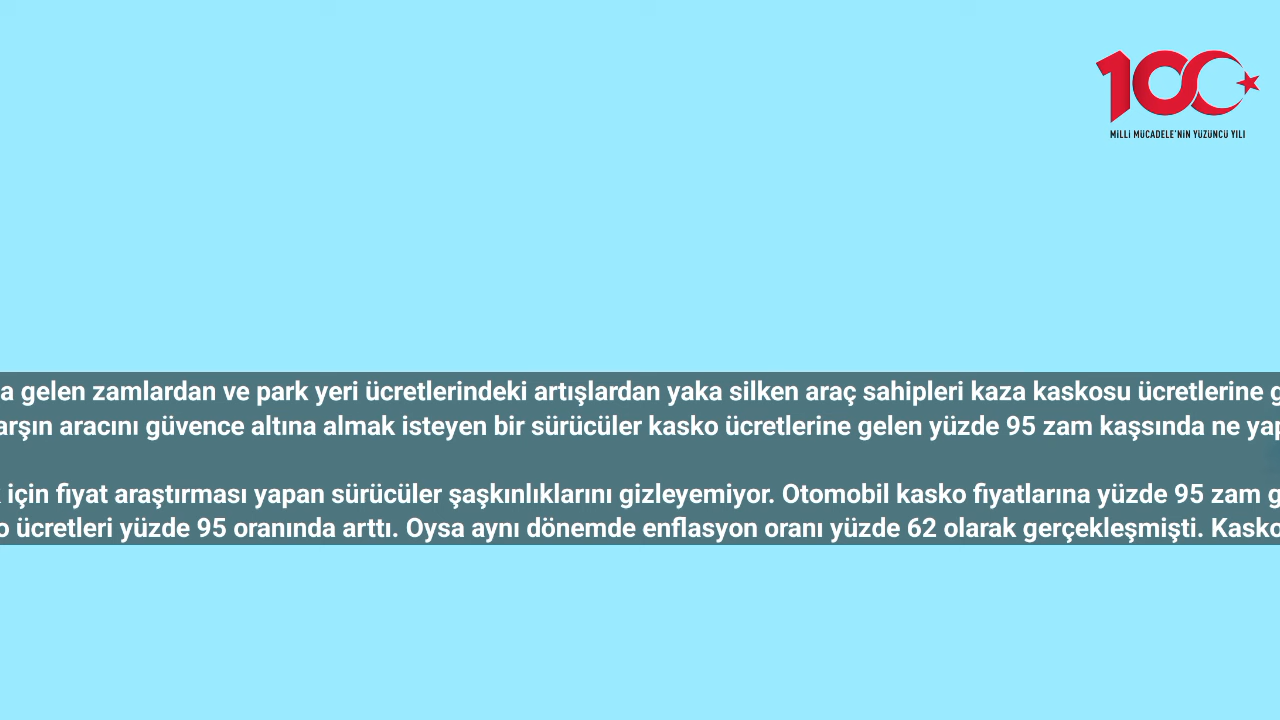 100
MİLLİ MÜCADELE'NİN YÜZÜNCÜ YILI
a gelen zamlardan ve park yeri ücretlerindeki artışlardan yaka silken araç sahipleri kaza kaskosu ücretlerine g
arşın aracını güvence altına almak isteyen bir sürücüler kasko ücretlerine gelen yüzde 95 zam kaşsında ne yap
için fiyat araştırması yapan sürücüler şaşkınlıklarını gizleyemiyor. Otomobil kasko fiyatlarına yüzde 95 zam g
o ücretleri yüzde 95 oranında arttı. Oysa aynı dönemde enflasyon oranı yüzde 62 olarak gerçekleşmişti. Kasko